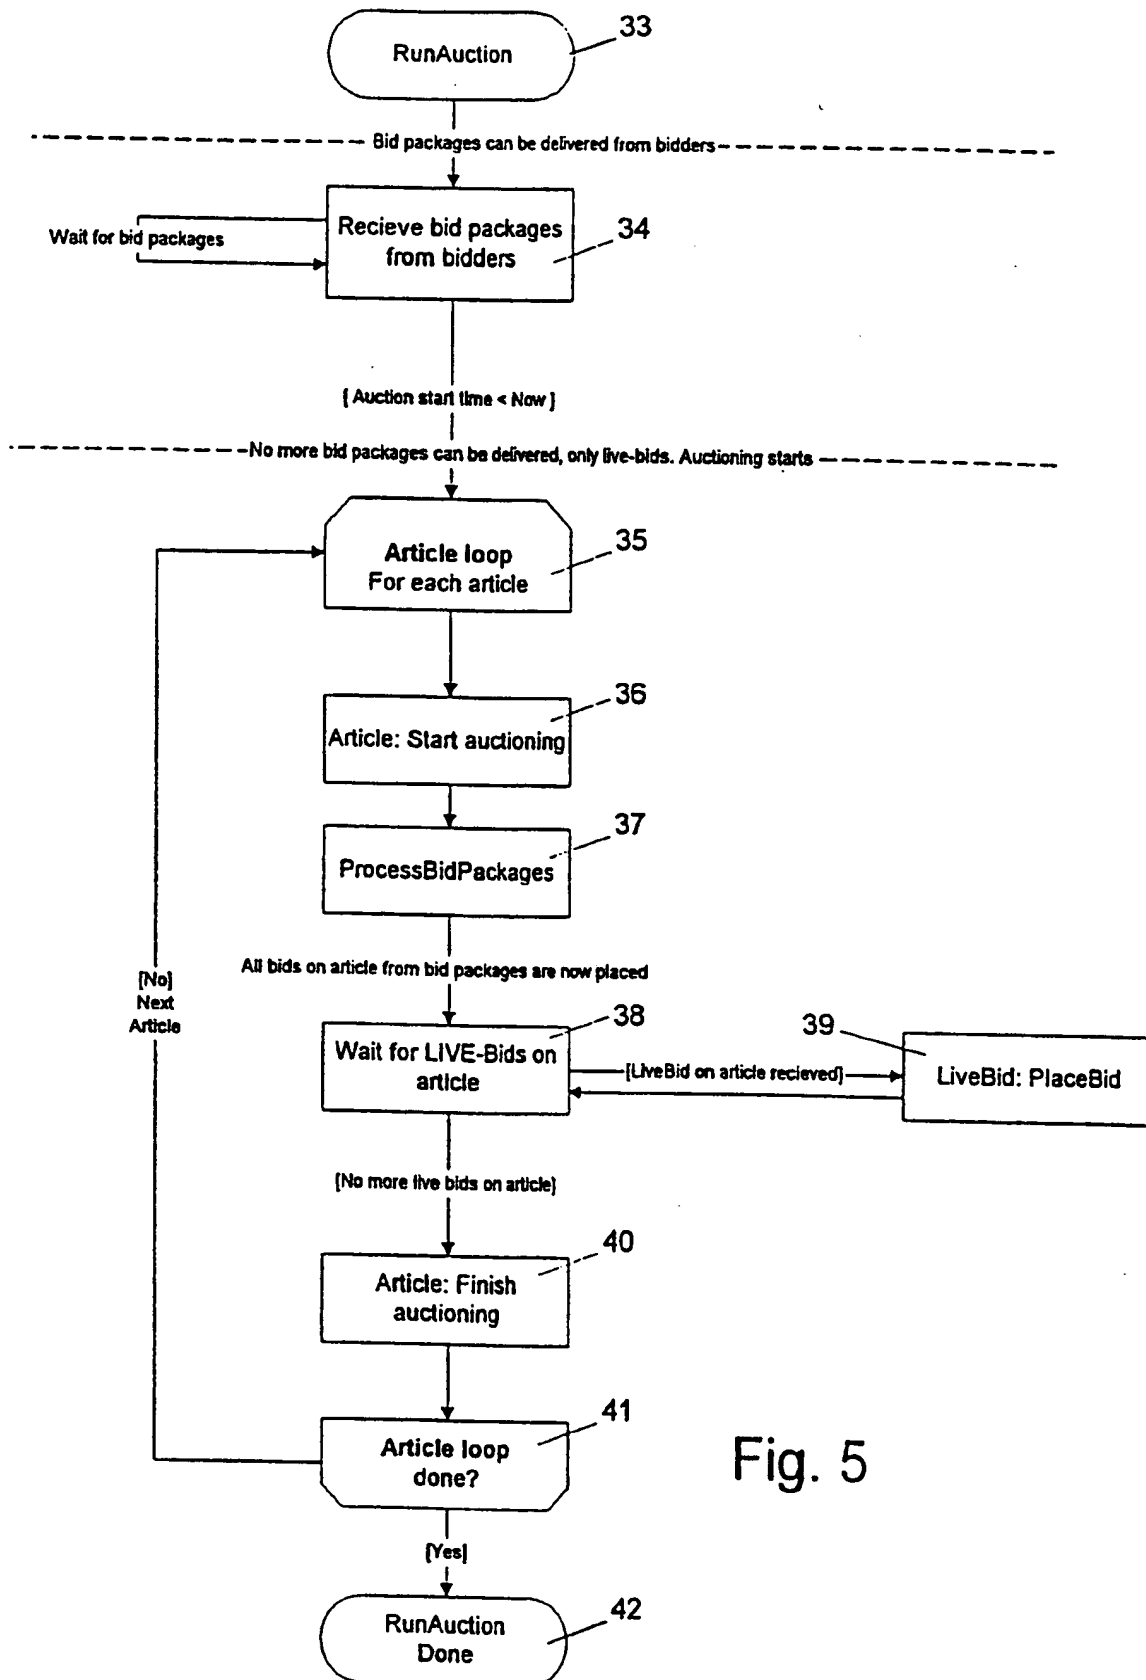 33
RunAuction
Bid packages can be delivered from bidders
Recieve bid packages
from bidders
34
Wait for bid packages
[ Auction start time < Now ]
No more bid packages can be delivered, only live-bids. Auctioning starts
Article loop
For each article
35
36
Article: Start auctioning
37
ProcessBidPackages
All bids on article from bid packages are now placed
[No]
Next
Article
38
Wait for LIVE-Bids on
article
[LiveBid on article recieved]
39
LiveBid: PlaceBid
[No more live bids on article]
40
Article: Finish
auctioning
41
Article loop
done?
Fig. 5
[Yes]
RunAuction
Done
42